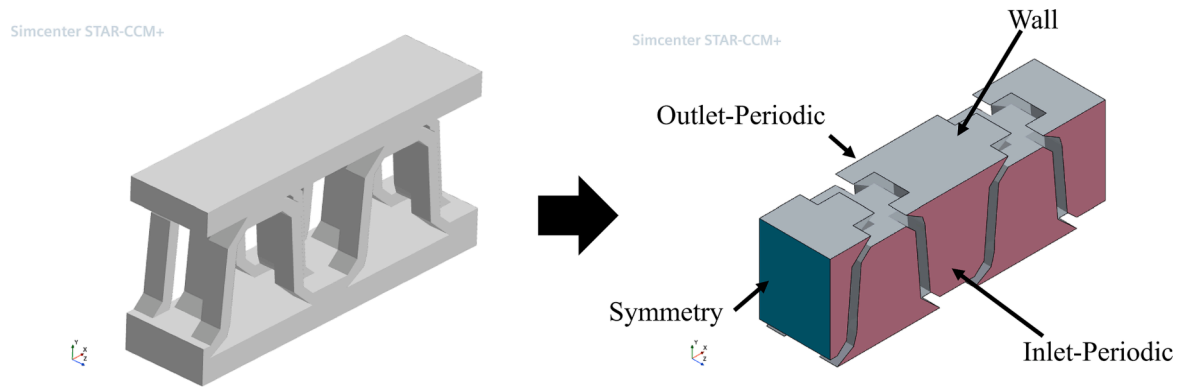 Simcenter STAR-CCM+
Simcenter STAR-CCM+
Wall
Outlet-Periodic
Symmetry
Inlet-Periodic
Y
X
Z
Y
X
Z